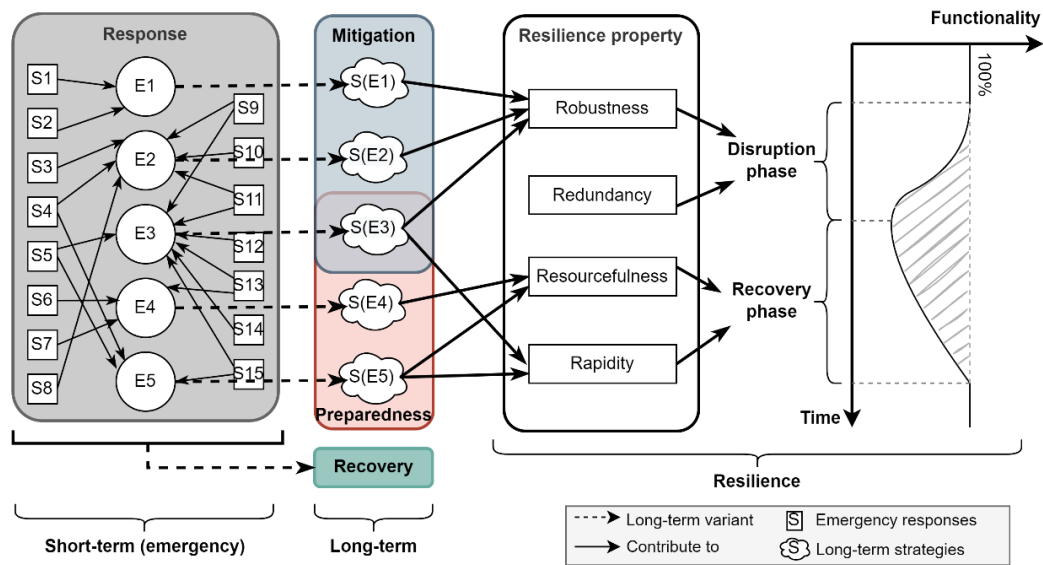 Response
S1
S2
S3
S4
S5
S6
S7
S8
E1
E2
E3
E4
E5
S9
S10
S11
S12
S13
S14
S15
Mitigation
S(E1)
S(E2)
S(E3)
S(E4)
S(E5)
Preparedness
Recovery
Resilience property
Robustness
Redundancy
Resourcefulness
Rapidity
Disruption
phase
Recovery
phase
Functionality
100%
Time
Resilience
Short-term (emergency)
Long-term
Long-term variant
S
Emergency responses
Contribute to
S
Long-term strategies